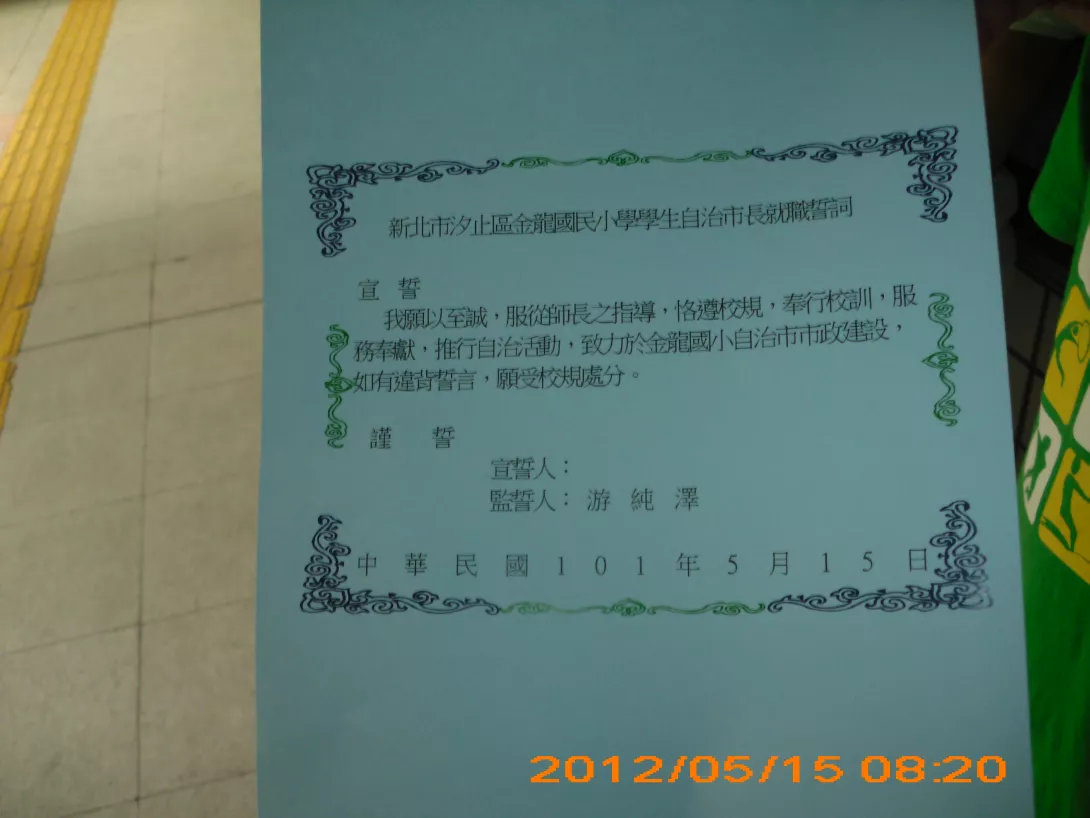 新北市汐止區金龍國民小學學生自治市長就職誓詞
宣 誓
我願以至誠，服從師長之指導，恪遵校規，奉行校訓，服
務奉獻，推行自治活動，致力於金龍國小自治市市政建設，
如有違背誓言，願受校規處分。
謹 誓
宣誓人：
監誓人： 游 純 澤
中 華 民 國 1 0 1 年 5 月 1 5 日
2012/05/15 08:20